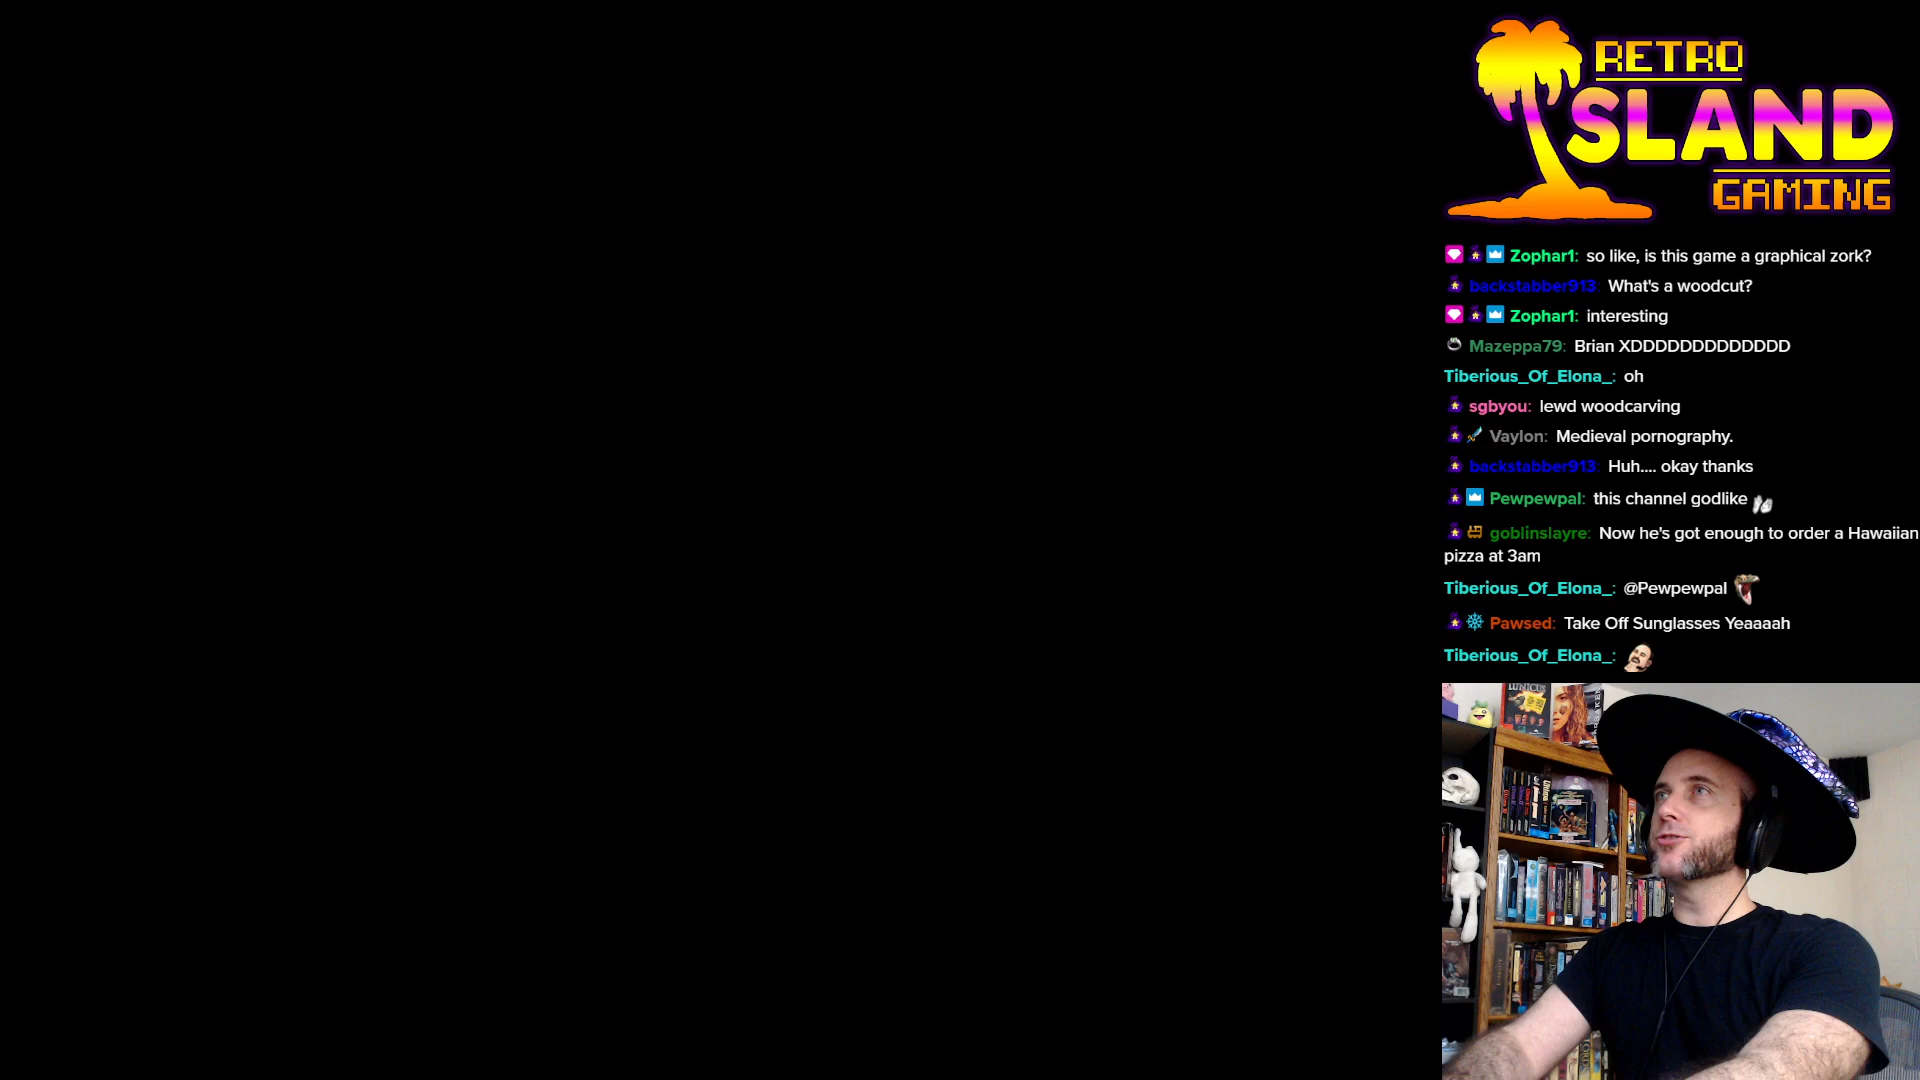 RETRO
ISLAND
GAMING
Zophar1: so like, is this game a graphical zork?
backstabber913: What's a woodcut?
Zophar1: interesting
Mazeppa79: Brian XDDDDDDDDDDDDD
Tiberious_Of_Elona_: oh
sgbyou: lewd woodcarving
Vaylon: Medieval pornography.
backstabber913: Huh.... okay thanks
Pewpewpal: this channel godlike
goblinslayre: Now he's got enough to order a Hawaiian
pizza at 3am
Tiberious_Of_Elona_: @Pewpewpal
Pawsed: Take Off Sunglasses Yeaaaah
Tiberious_Of_Elona_:
LUNICUS